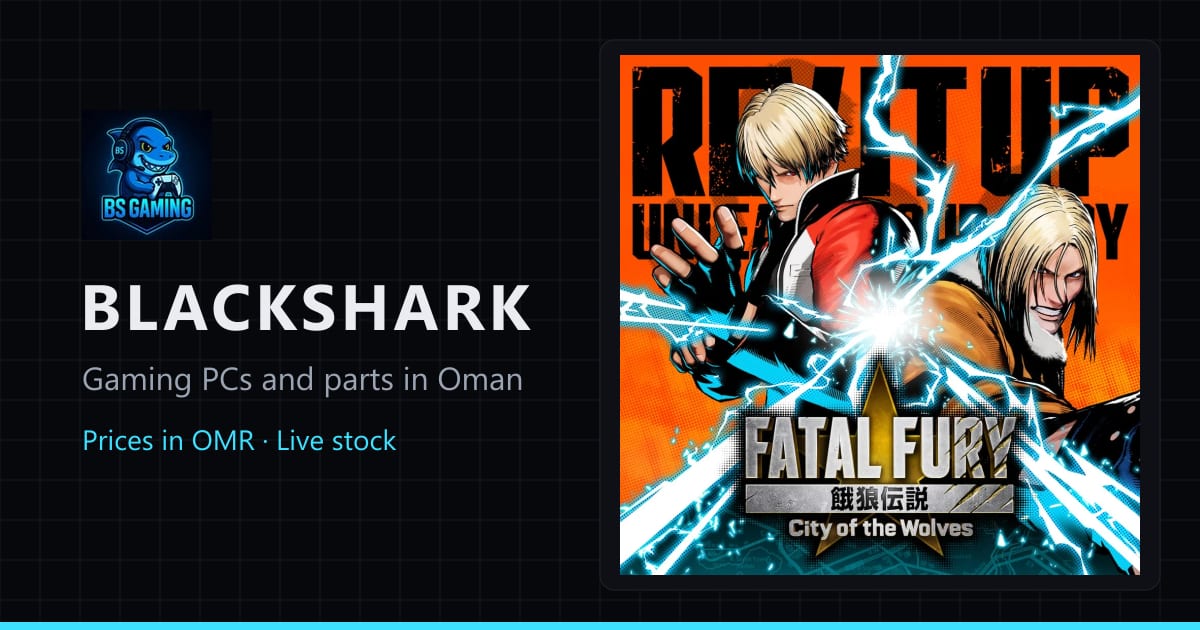 BS
BS GAMING
BLACKSHARK
Gaming PCs and parts in Oman
Prices in OMR · Live stock
UP
FATAL FURY
餓狼伝説
City of the Wolves